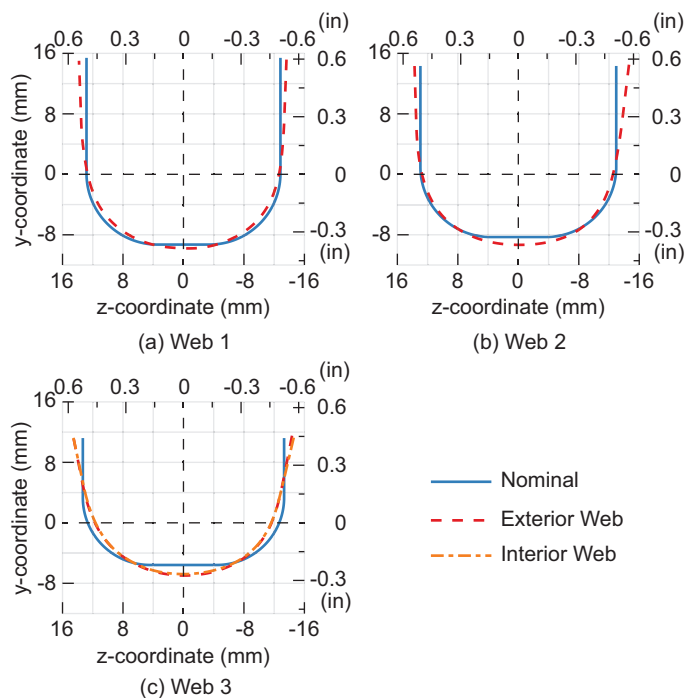 (in)
0.6 0.3 0 -0.3 -0.6
16 0.6
8 0.3
0 0
-8 -0.3
(in)
16 8 0 -8 -16
y-coordinate (mm)
z-coordinate (mm)
(a) Web 1
(in)
0.6 0.3 0 -0.3 -0.6
16 0.6
8 0.3
0 0
-8 -0.3
(in)
16 8 0 -8 -16
y-coordinate (mm)
z-coordinate (mm)
(b) Web 2
(in)
0.6 0.3 0 -0.3 -0.6
16 0.6
8 0.3
0 0
-8 -0.3
(in)
16 8 0 -8 -16
y-coordinate (mm)
z-coordinate (mm)
(c) Web 3
Nominal
Exterior Web
Interior Web